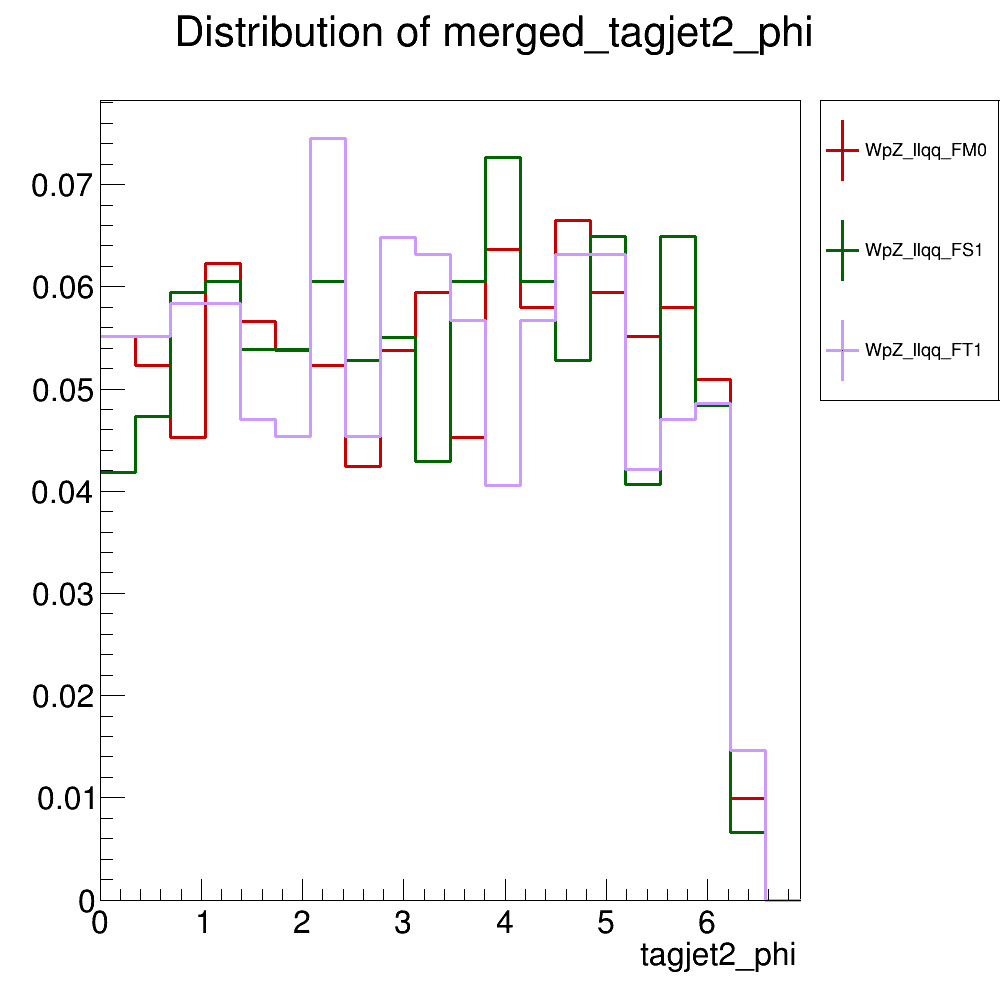 Distribution of merged_tagjet2_phi
WpZ_llqq_FM0
WpZ_llqq_FS1
WpZ_llqq_FT1
0.07
0.06
0.05
0.04
0.03
0.02
0.01
0
0 1 2 3 4 5 6
tagjet2_phi